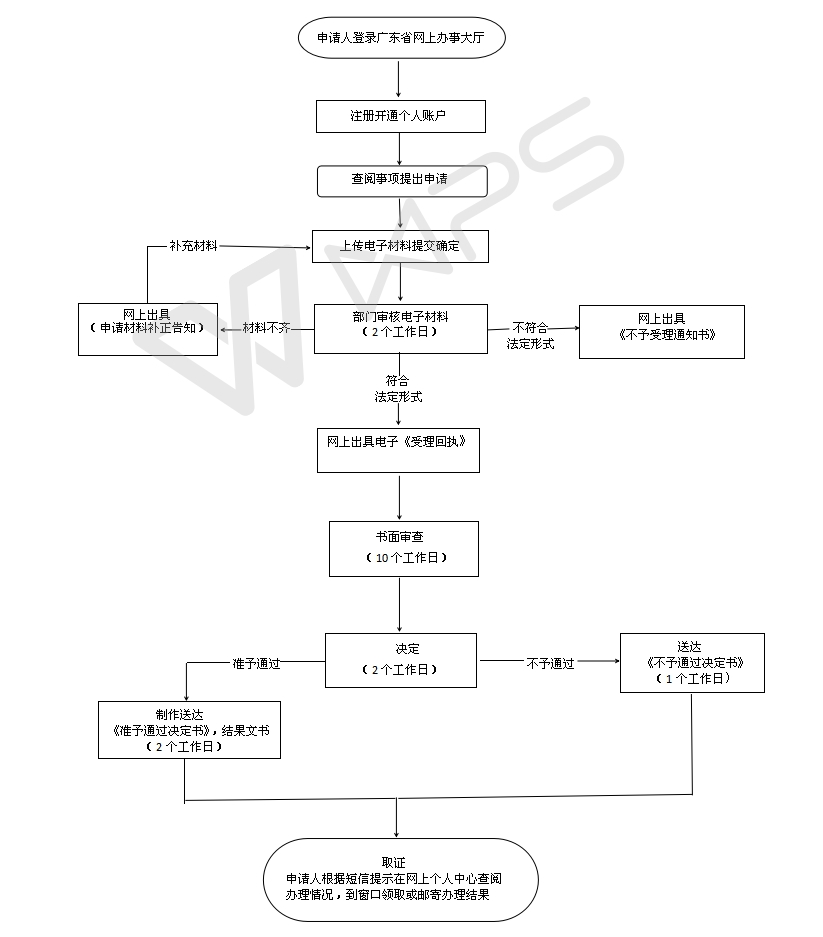 申请人登录广东省网上办事大厅
注册开通个人账户
查阅事项提出申请
补充材料
上传电子材料提交确定
网上出具
（申请材料补正告知）
材料不齐
部门审核电子材料
（2个工作日）
不符合
法定形式
网上出具
《不予受理通知书》
符合
法定形式
网上出具电子《受理回执》
书面审查
（10个工作日）
准予通过
决定
（2个工作日）
不予通过
送达
《不予通过决定书》
（1个工作日）
制作送达
《准予通过决定书》，结果文书
（2个工作日）
取证
申请人根据短信提示在网上个人中心查阅
办理情况，到窗口领取或邮寄办理结果
WPS